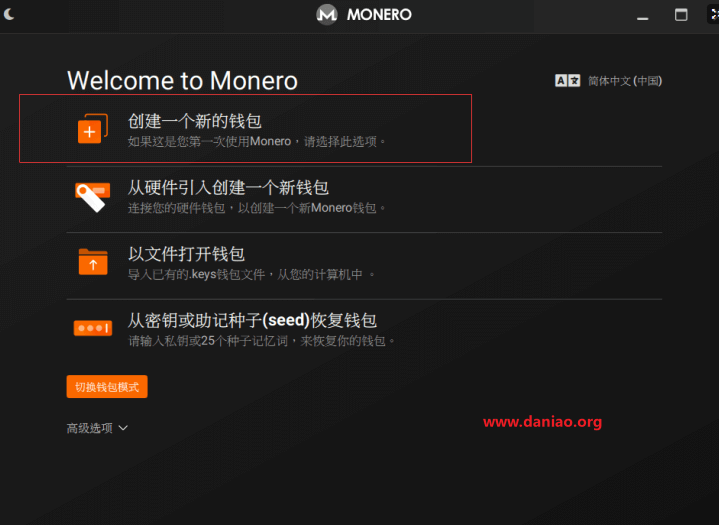 MONERO
Welcome to Monero
简体中文 (中国)
创建一个新的钱包
如果这是您第一次使用Monero，请选择此选项。
从硬件引入创建一个新钱包
连接您的硬件钱包，以创建一个新Monero钱包。
以文件打开钱包
导入已有的.keys钱包文件，从您的计算机中 。
从密钥或助记种子(seed)恢复钱包
请输入私钥或25个种子记忆词，来恢复你的钱包。
切换钱包模式
www.daniao.org
高级选项